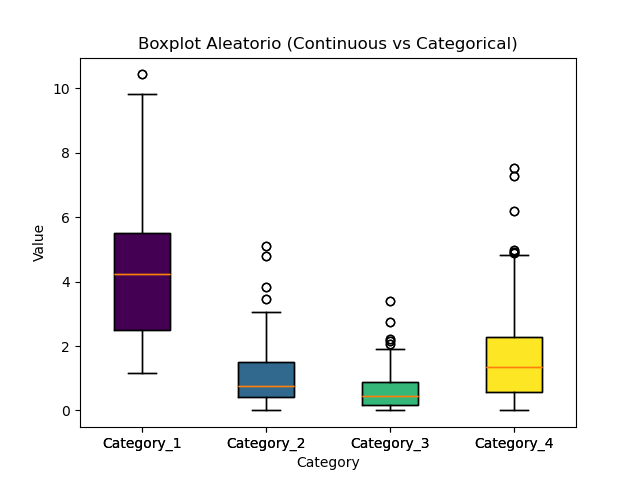 Boxplot Aleatorio (Continuous vs Categorical)
Value
10
8
6
4
2
0
Category_1 Category_2 Category_3 Category_4
Category